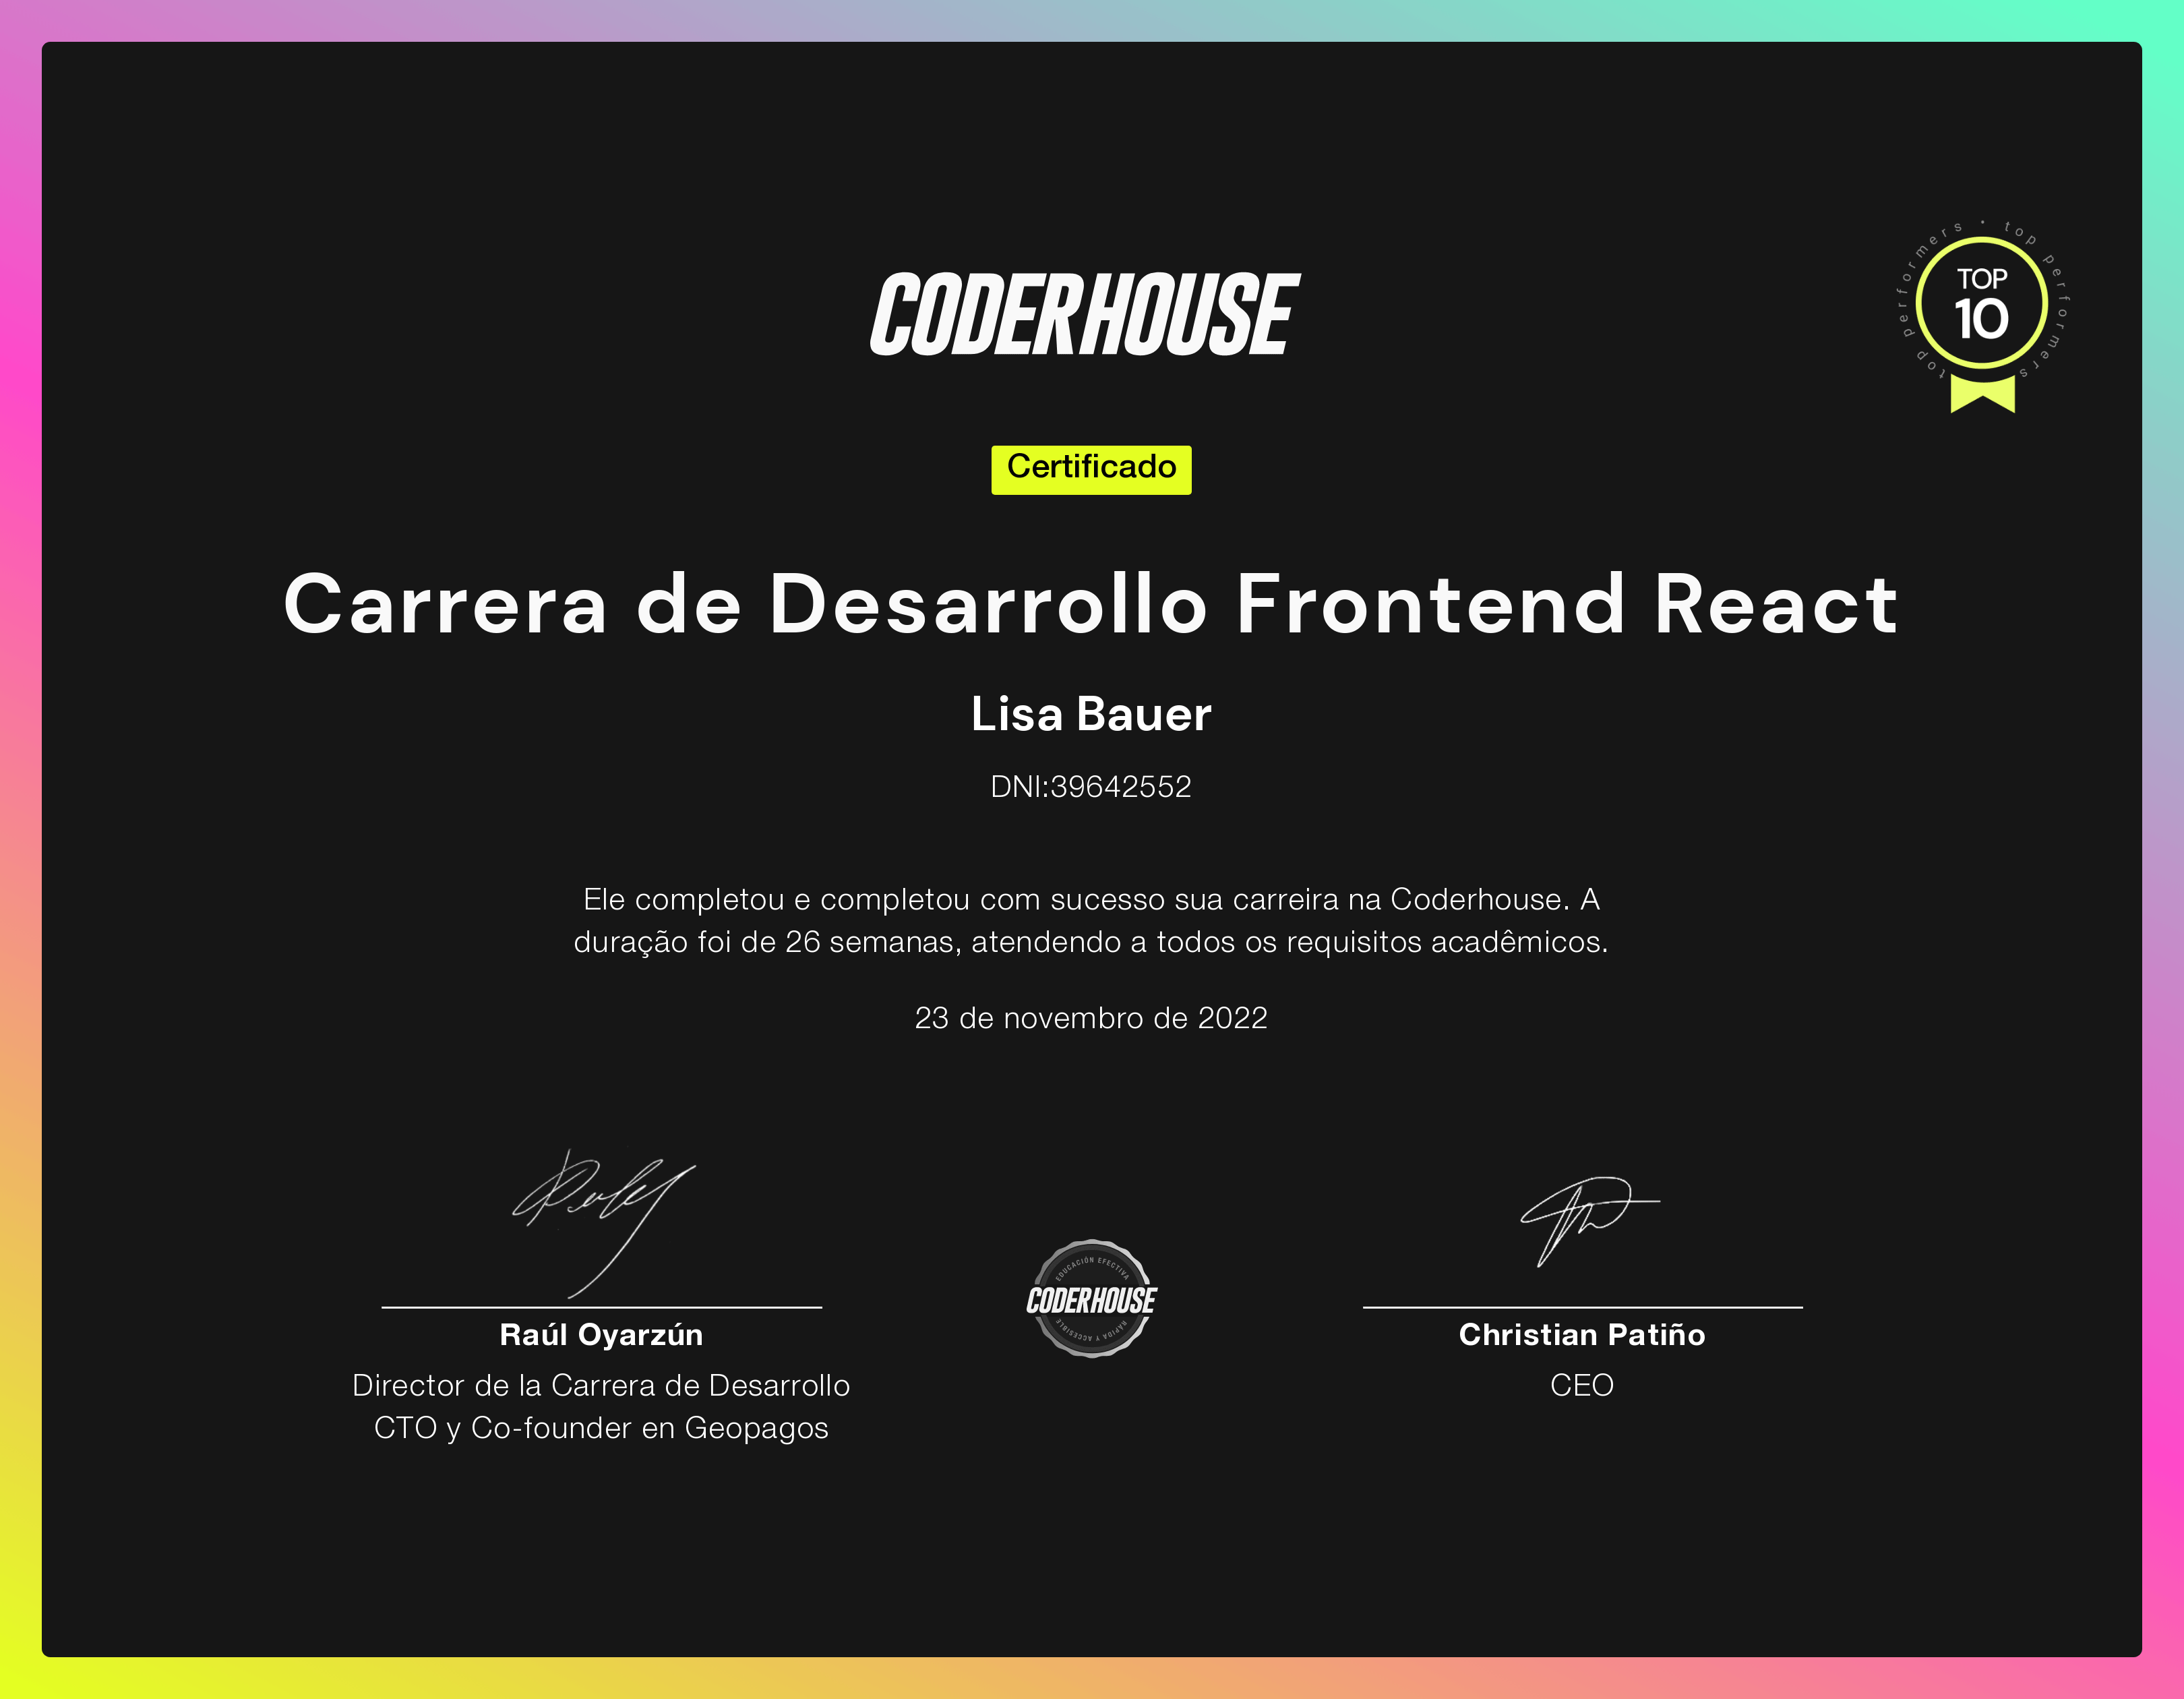 CODERHOUSE
top performers • top performers
TOP
10
Certificado
Carrera de Desarrollo Frontend React
Lisa Bauer
DNI:39642552
Ele completou e completou com sucesso sua carreira na Coderhouse. A
duração foi de 26 semanas, atendendo a todos os requisitos acadêmicos.
23 de novembro de 2022
Raúl Oyarzún
Director de la Carrera de Desarrollo
CTO y Co-founder en Geopagos
EDUCACIÓN EFECTIVA
CODERHOUSE
RÁPIDA Y ACCESIBLE
Christian Patiño
CEO